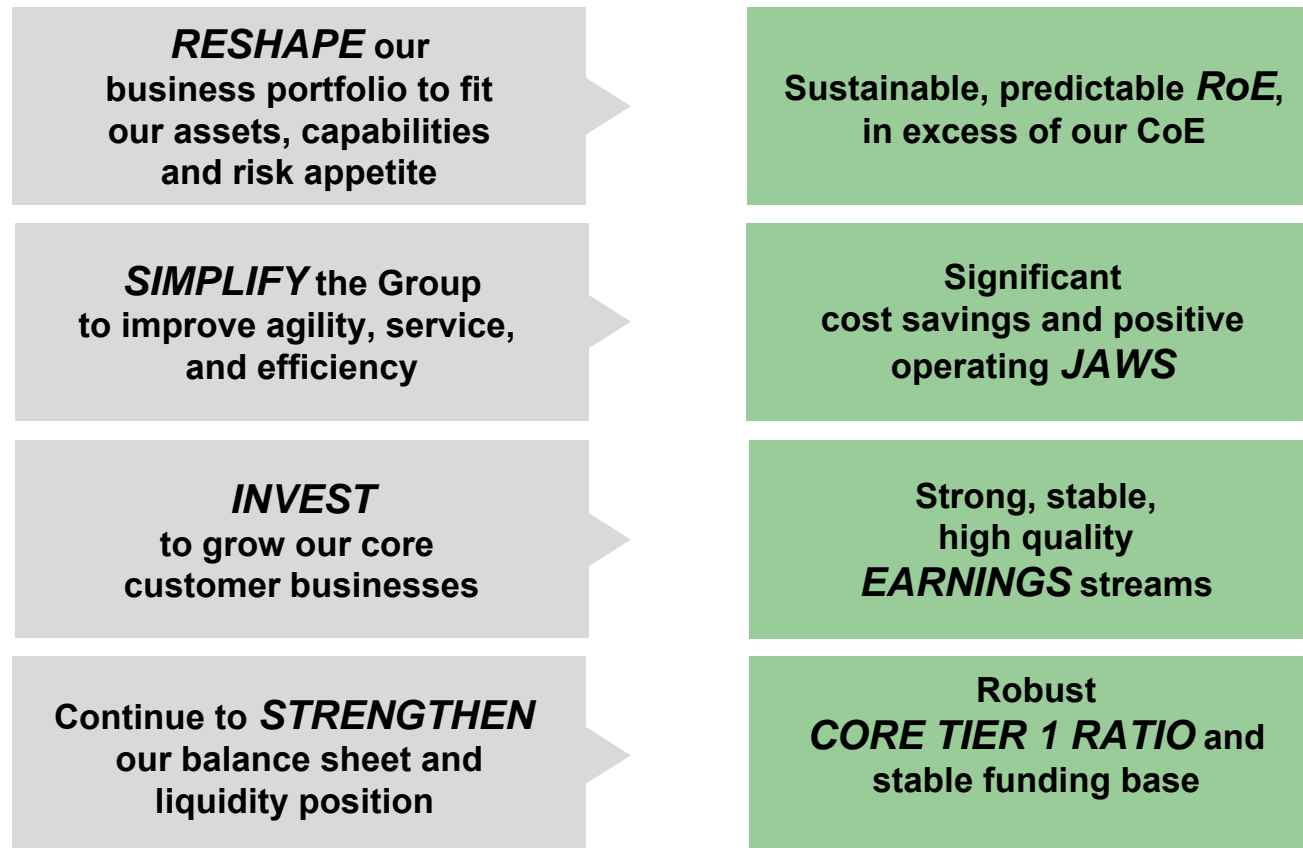 RESHAPE our
business portfolio to fit
our assets, capabilities
and risk appetite
Sustainable, predictable RoE,
in excess of our CoE
SIMPLIFY the Group
to improve agility, service,
and efficiency
Significant
cost savings and positive
operating JAWS
INVEST
to grow our core
customer businesses
Strong, stable,
high quality
EARNINGS streams
Continue to STRENGTHEN
our balance sheet and
liquidity position
Robust
CORE TIER 1 RATIO and
stable funding base